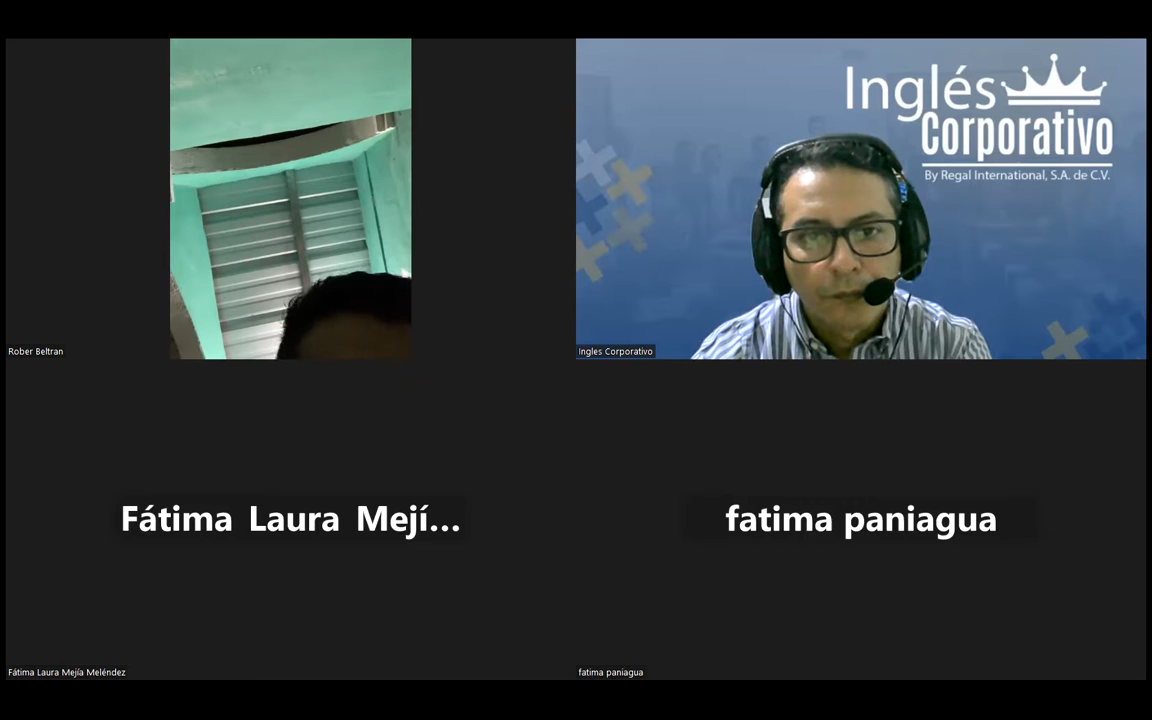 Inglés
Corporativo
By Regal International, S.A. de C.V.
Rober Beltran
Ingles Corporativo
Fátima Laura Mejí...
fatima paniagua
Fátima Laura Mejía Meléndez
fatima paniagua